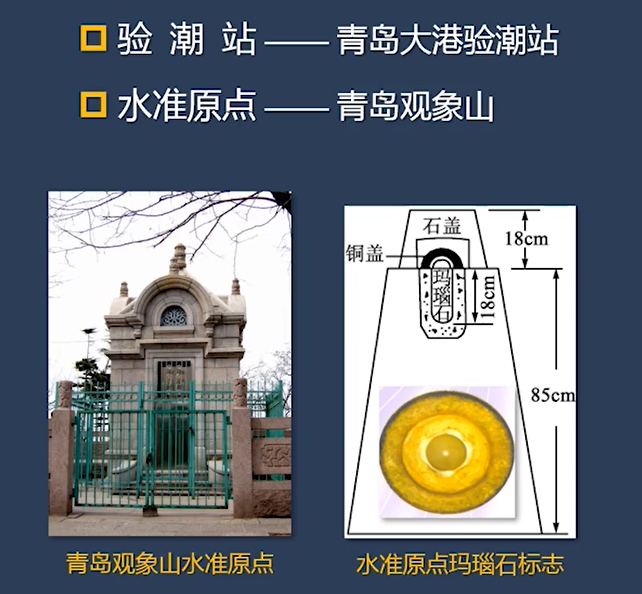 验潮站——青岛大港验潮站
水准原点——青岛观象山
石盖
18cm
铜盖
玛瑙石
18cm
85cm
青岛观象山水准原点
水准原点玛瑙石标志